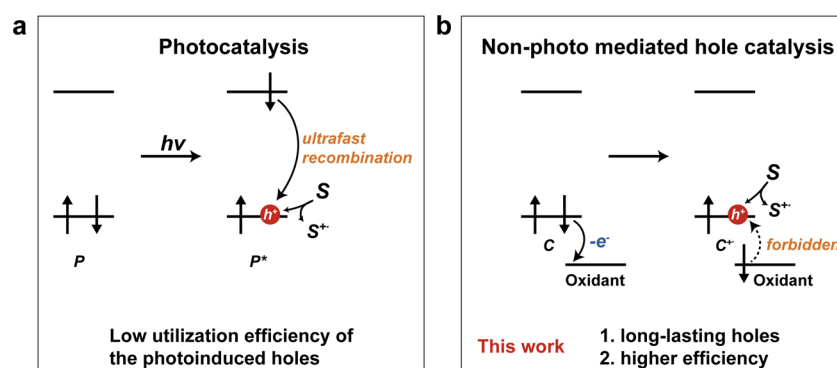 a
Photocatalysis
hv
ultrafast
recombination
h⁺
S
S⁺·
P
P*
Low utilization efficiency of
the photoinduced holes
b
Non-photo mediated hole catalysis
h⁺
S
S⁺·
C
-e⁻
C⁺·
forbidden
Oxidant
Oxidant
This work
1. long-lasting holes
2. higher efficiency